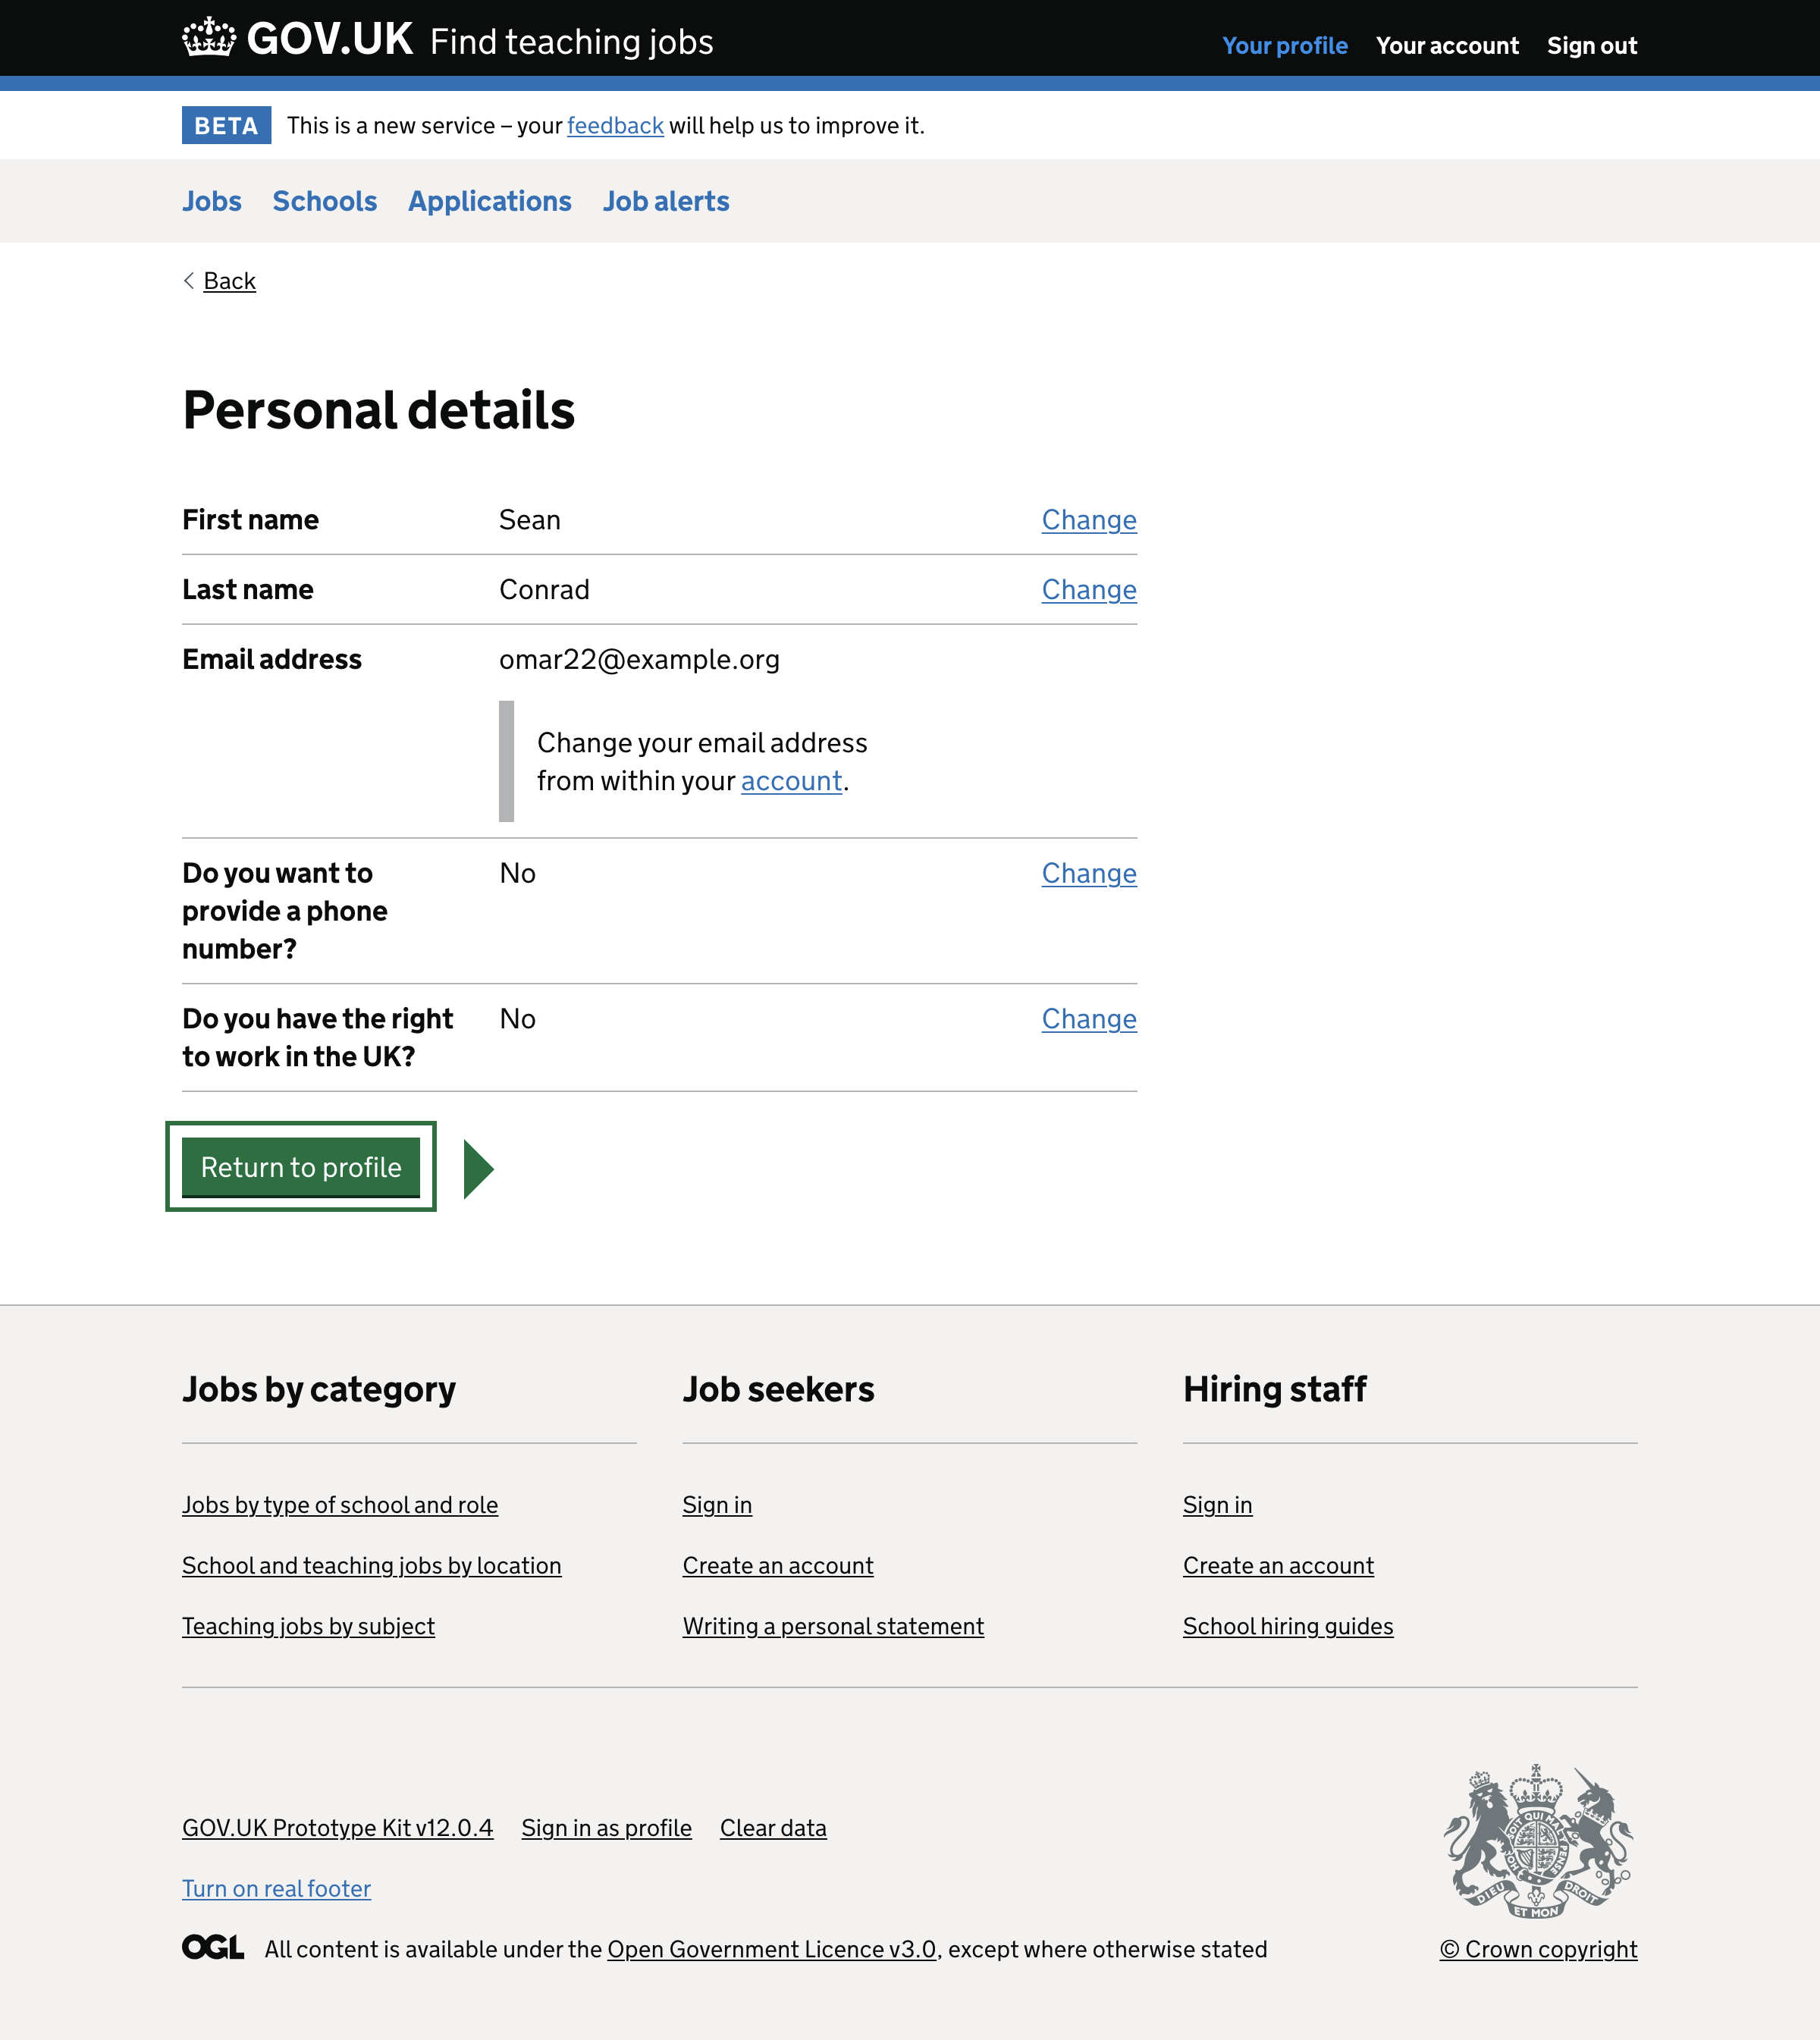 GOV.UK Find teaching jobs Your profile Your account Sign out
BETA This is a new service – your feedback will help us to improve it.
Jobs Schools Applications Job alerts
Back
Personal details
First name Sean Change
Last name Conrad Change
Email address omar22@example.org
Change your email address
from within your account.
Do you want to No Change
provide a phone
number?
Do you have the right No Change
to work in the UK?
Return to profile
Jobs by category Job seekers Hiring staff
Jobs by type of school and role Sign in Sign in
School and teaching jobs by location Create an account Create an account
Teaching jobs by subject Writing a personal statement School hiring guides
GOV.UK Prototype Kit v12.0.4 Sign in as profile Clear data
Turn on real footer
DIEU ET MON DROIT
OGL All content is available under the Open Government Licence v3.0, except where otherwise stated © Crown copyright